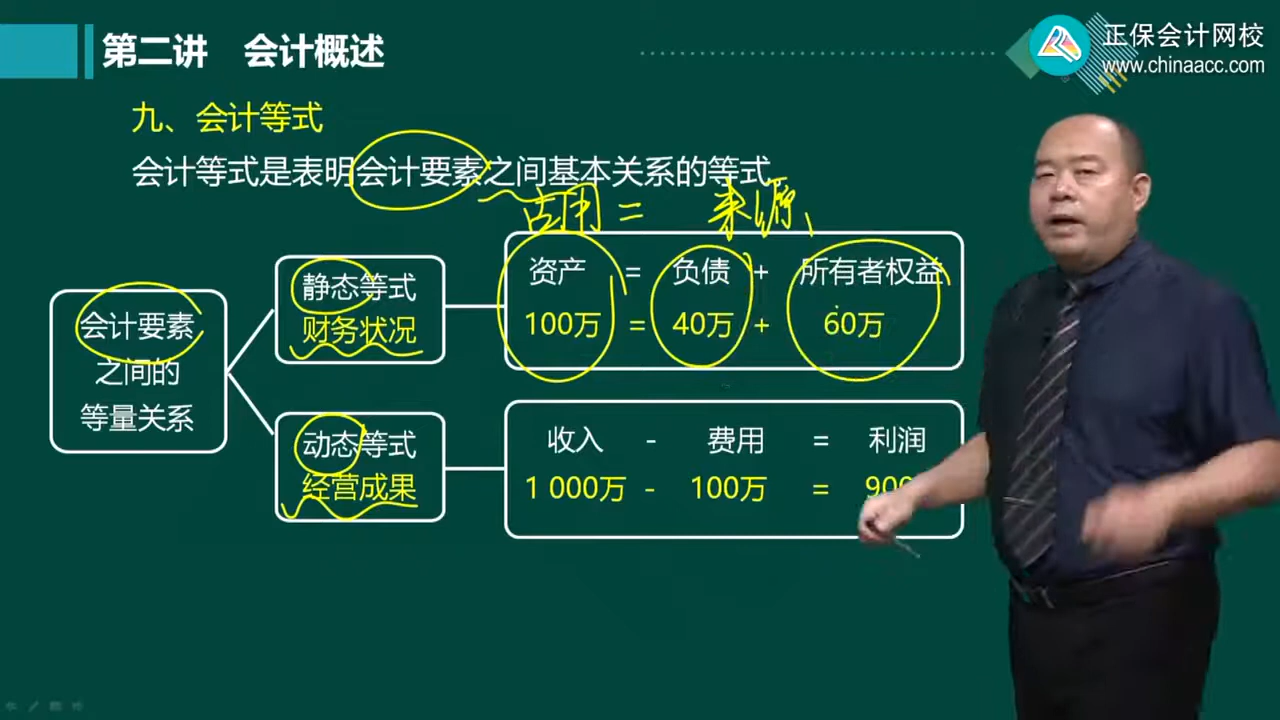 第二讲 会计概述
正保会计网校
www.chinaacc.com
九、会计等式
会计等式是表明会计要素之间基本关系的等式
占用 = 来源
会计要素
之间的
等量关系
静态等式
财务状况
资产 = 负债 + 所有者权益
100万 = 40万 + 60万
动态等式
经营成果
收入 - 费用 = 利润
1 000万 - 100万 = 900